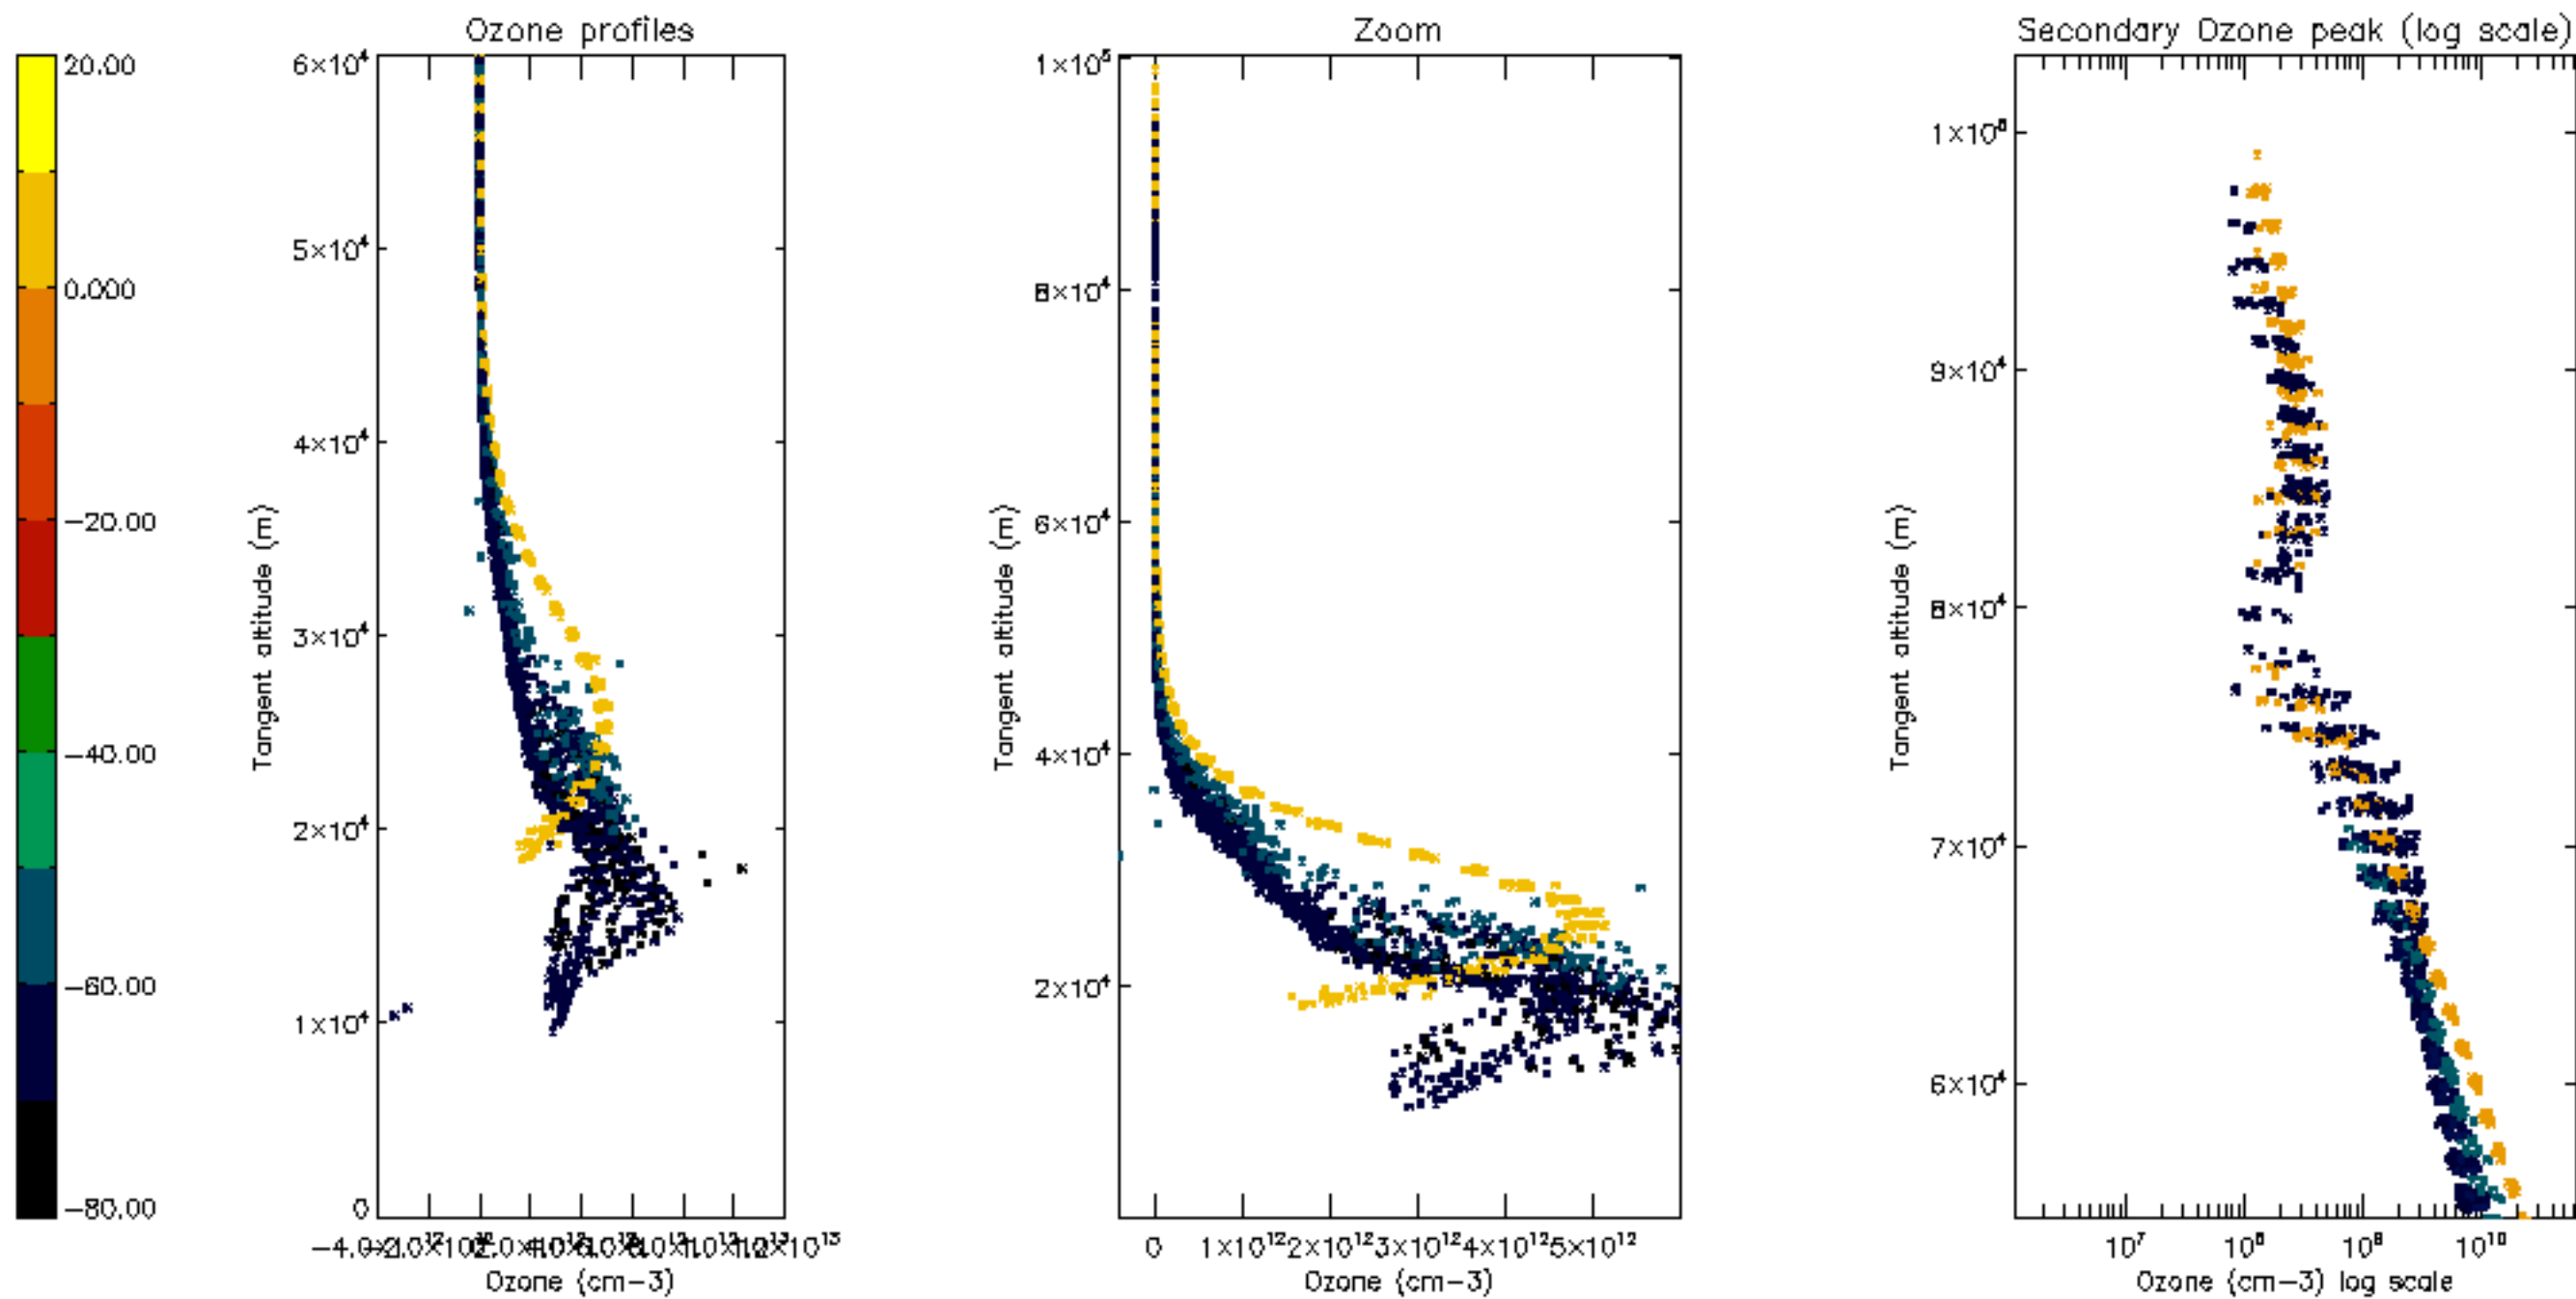 Ozone profiles
Zoom
Secondary Ozone peak (log scale)
20.00
0.000
−20.00
−40.00
−60.00
−80.00
6×10⁴
5×10⁴
4×10⁴
3×10⁴
2×10⁴
1×10⁴
0
Tangent altitude (m)
Ozone (cm−3)
1×10⁵
8×10⁴
6×10⁴
4×10⁴
2×10⁴
Tangent altitude (m)
0 1×10¹² 2×10¹² 3×10¹² 4×10¹² 5×10¹²
Ozone (cm−3)
9×10⁴
8×10⁴
7×10⁴
6×10⁴
Tangent altitude (m)
10⁷ 10⁸ 10⁹ 10¹⁰
Ozone (cm−3) log scale